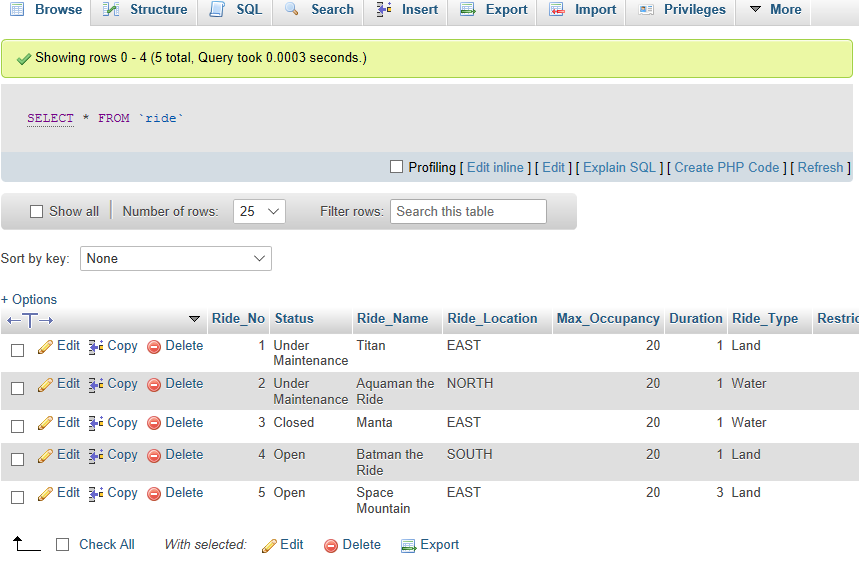 Browse Structure SQL Search Insert Export Import Privileges More
Showing rows 0 - 4 (5 total, Query took 0.0003 seconds.)
SELECT * FROM `ride`
Profiling [ Edit inline ] [ Edit ] [ Explain SQL ] [ Create PHP Code ] [ Refresh ]
Show all Number of rows: 25 Filter rows: Search this table
Sort by key: None
+ Options
Ride_No Status Ride_Name Ride_Location Max_Occupancy Duration Ride_Type Restric
Edit Copy Delete 1 Under Titan EAST 20 1 Land
Maintenance
Edit Copy Delete 2 Under Aquaman the NORTH 20 1 Water
Maintenance Ride
Edit Copy Delete 3 Closed Manta EAST 20 1 Water
Edit Copy Delete 4 Open Batman the SOUTH 20 1 Land
Ride
Edit Copy Delete 5 Open Space EAST 20 3 Land
Mountain
Check All With selected: Edit Delete Export